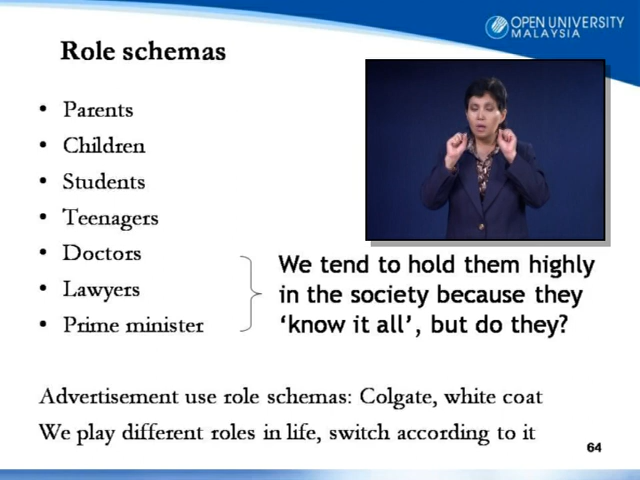 OPEN UNIVERSITY
MALAYSIA
Role schemas
• Parents
• Children
• Students
• Teenagers
• Doctors
• Lawyers
• Prime minister
We tend to hold them highly
in the society because they
‘know it all’, but do they?
Advertisement use role schemas: Colgate, white coat
We play different roles in life, switch according to it
64